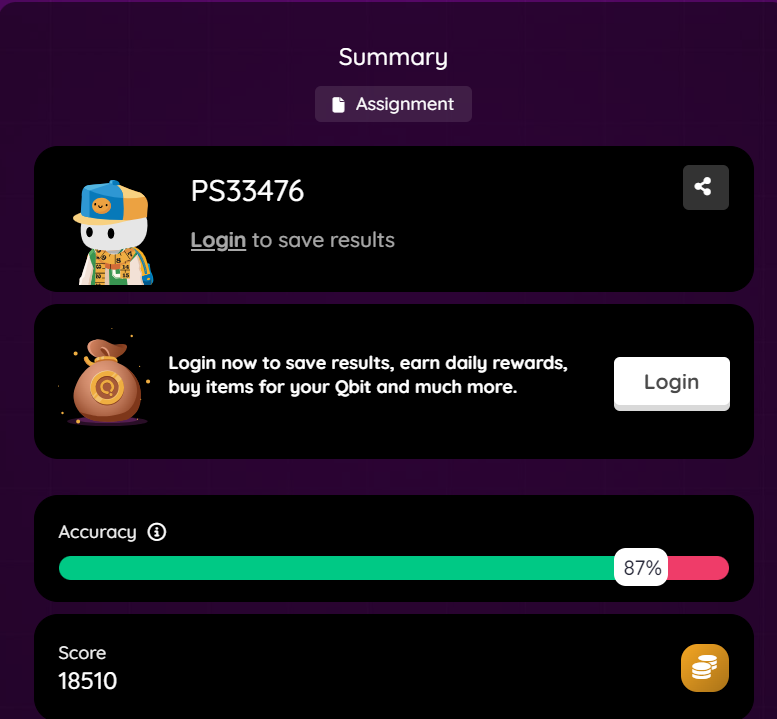 Summary
Assignment
PS33476
Login to save results
Login now to save results, earn daily rewards,
buy items for your Qbit and much more.
Login
Accuracy
87%
Score
18510